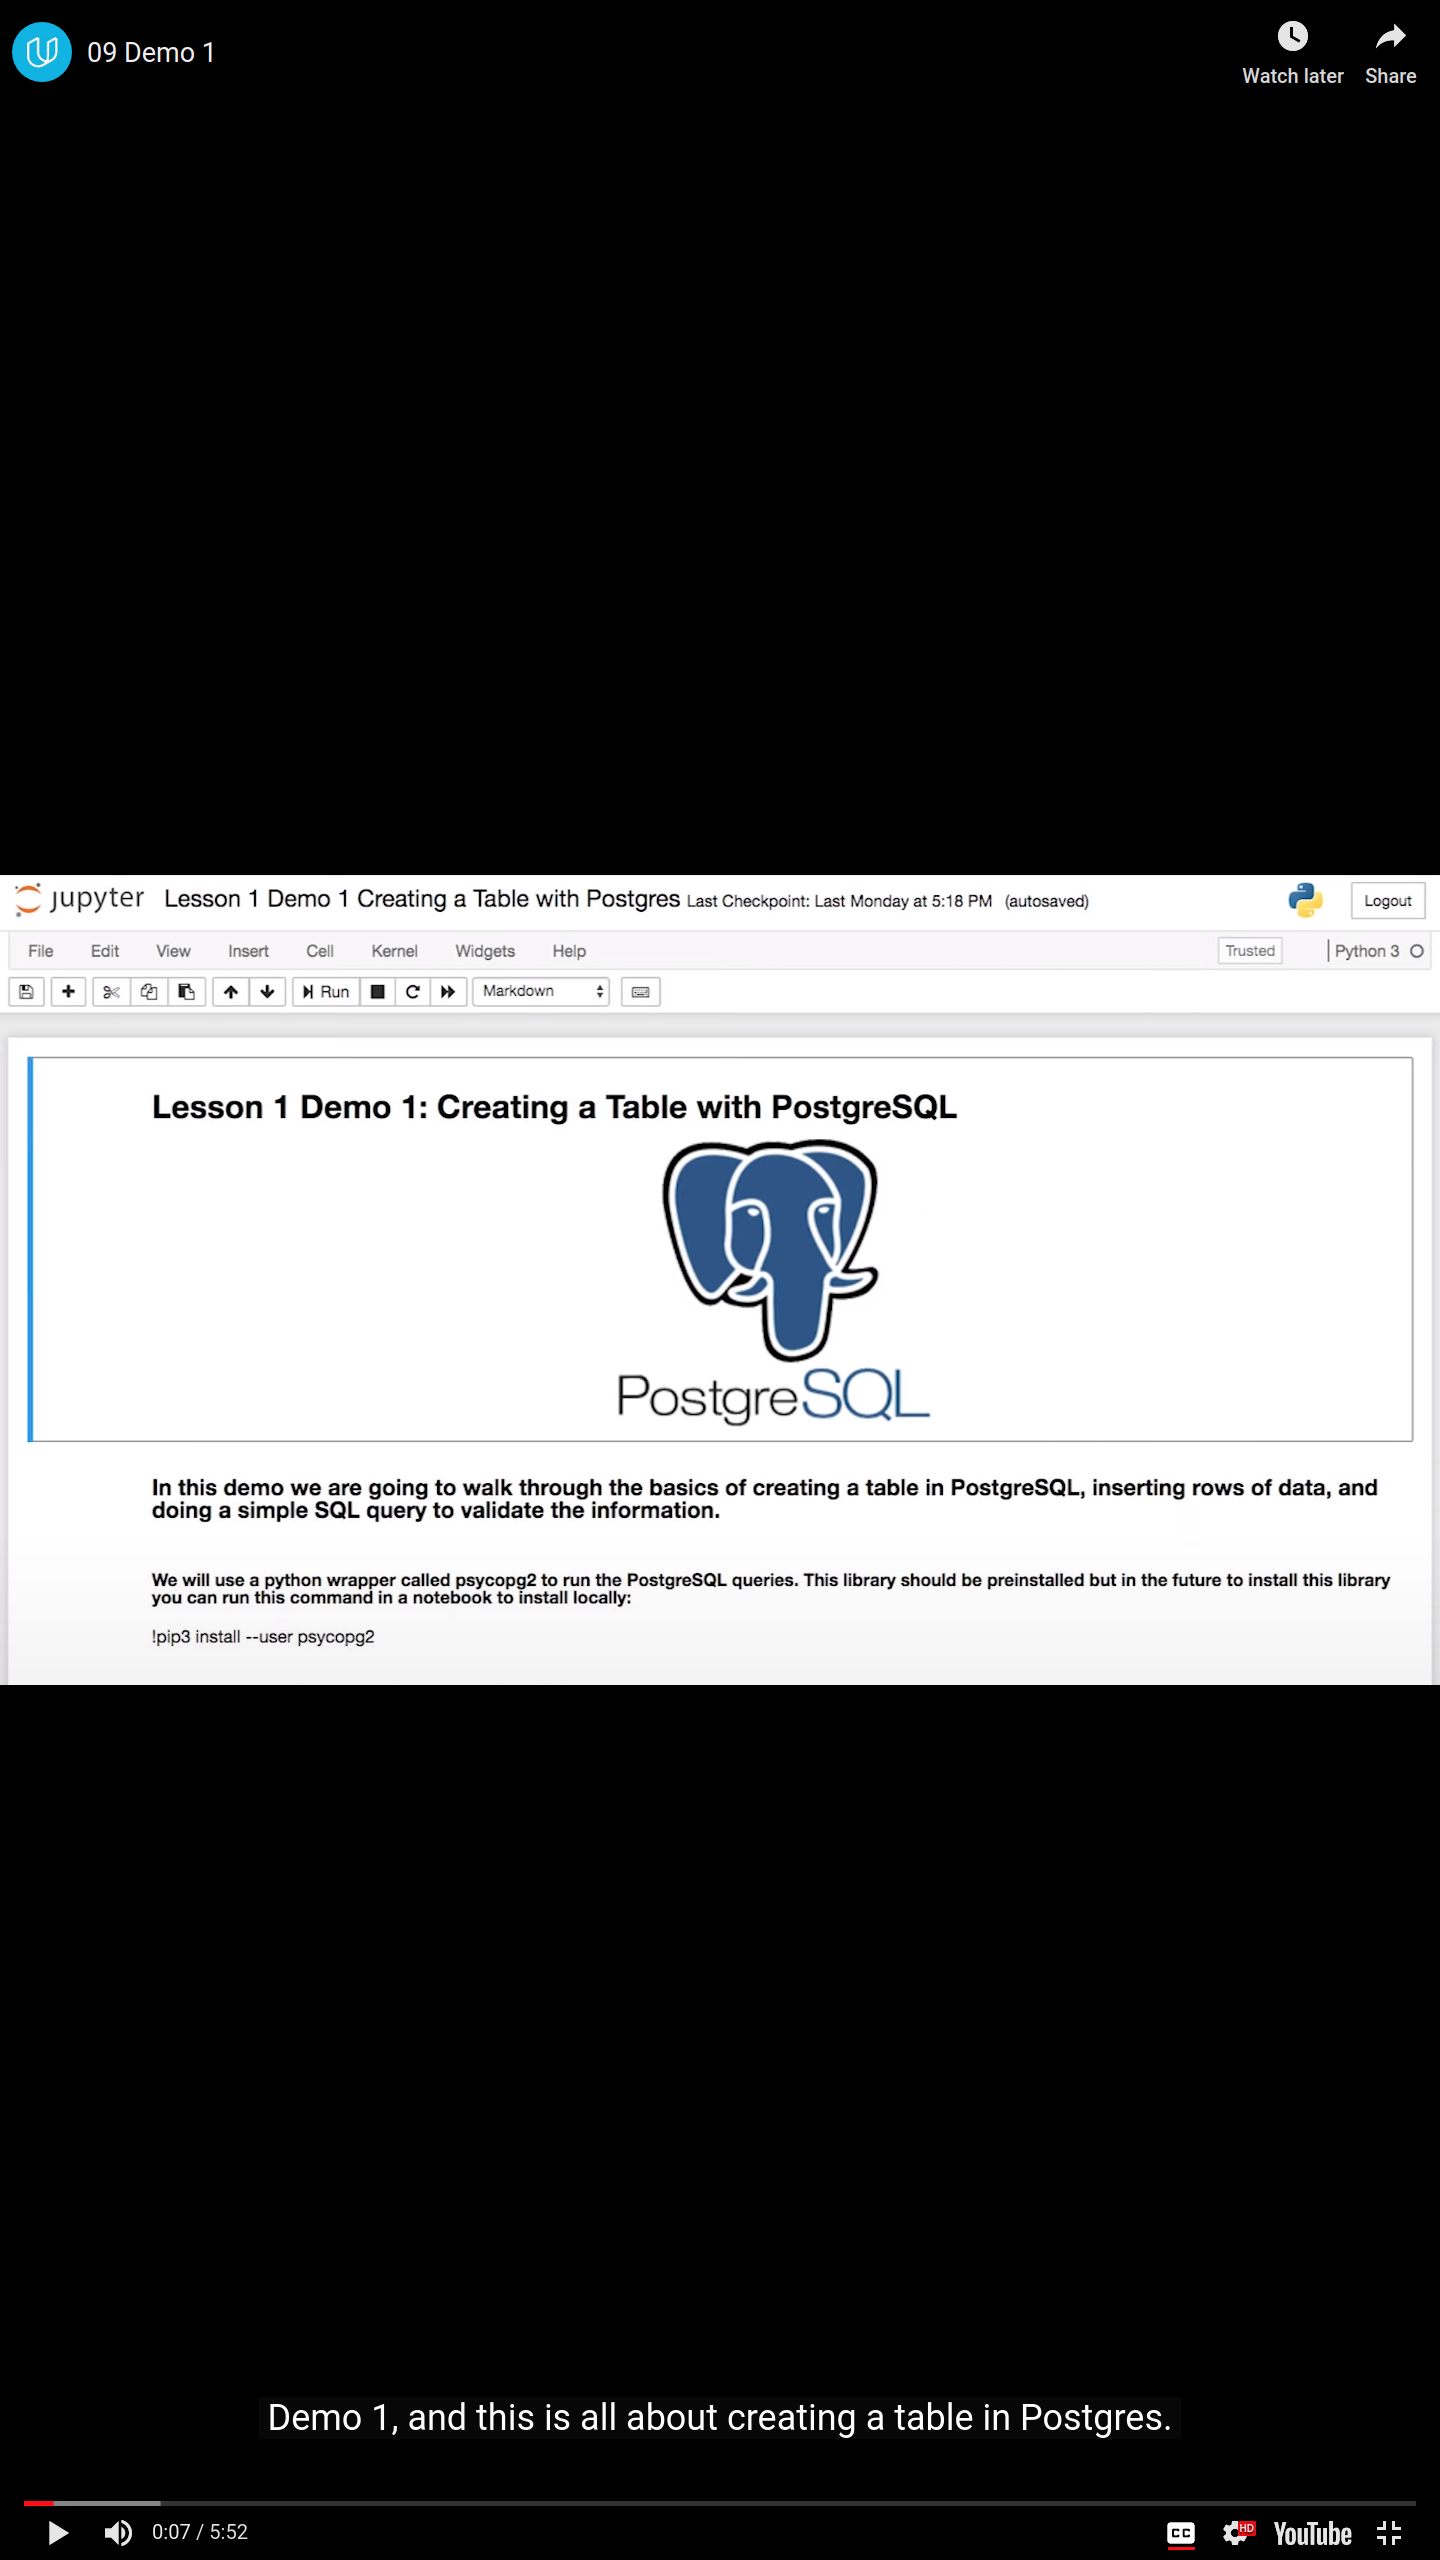 09 Demo 1
Watch later
Share
jupyter Lesson 1 Demo 1 Creating a Table with Postgres Last Checkpoint: Last Monday at 5:18 PM (autosaved)
Logout
File Edit View Insert Cell Kernel Widgets Help
Trusted
Python 3
Run
Markdown
Lesson 1 Demo 1: Creating a Table with PostgreSQL
PostgreSQL
In this demo we are going to walk through the basics of creating a table in PostgreSQL, inserting rows of data, and
doing a simple SQL query to validate the information.
We will use a python wrapper called psycopg2 to run the PostgreSQL queries. This library should be preinstalled but in the future to install this library
you can run this command in a notebook to install locally:
!pip3 install --user psycopg2
Demo 1, and this is all about creating a table in Postgres.
0:07 / 5:52
CC
HD
YouTube